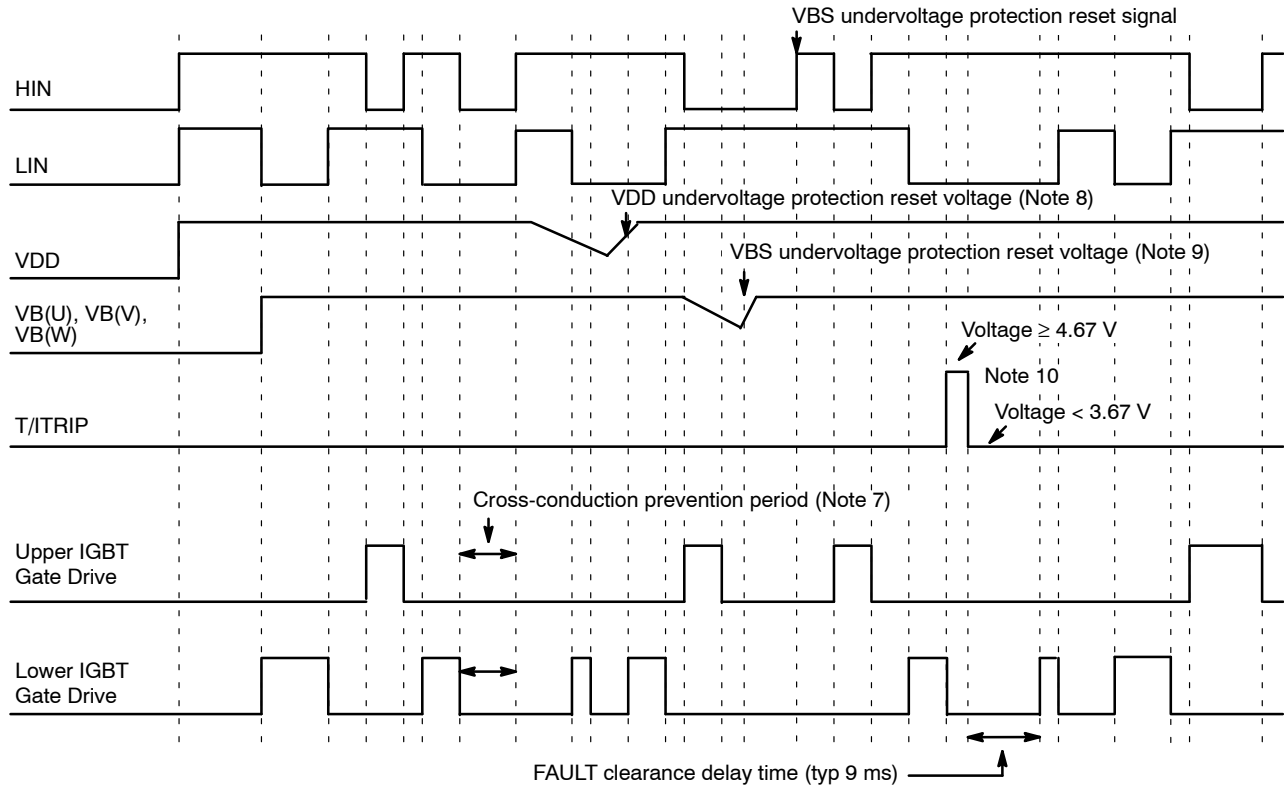 VBS undervoltage protection reset signal
HIN
LIN
VDD undervoltage protection reset voltage (Note 8)
VDD
VBS undervoltage protection reset voltage (Note 9)
VB(U), VB(V),
VB(W)
Voltage ≥ 4.67 V
Note 10
Voltage < 3.67 V
T/ITRIP
Cross-conduction prevention period (Note 7)
Upper IGBT
Gate Drive
Lower IGBT
Gate Drive
FAULT clearance delay time (typ 9 ms)